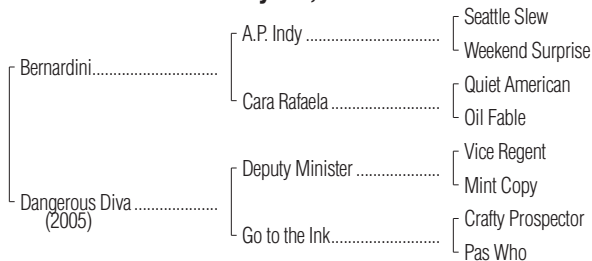 Seattle Slew
A.P. Indy ..............................
Weekend Surprise
Bernardini............................
Quiet American
Cara Rafaela ........................
Oil Fable
Vice Regent
Deputy Minister ...................
Mint Copy
Dangerous Diva ...................
(2005)
Crafty Prospector
Go to the Ink........................
Pas Who